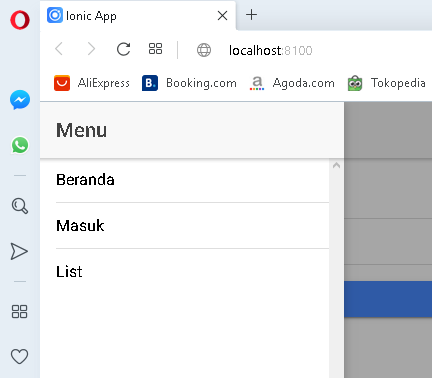 Ionic App
localhost:8100
AliExpress B. Booking.com a Agoda.com Tokopedia
Menu
Beranda
Masuk
List